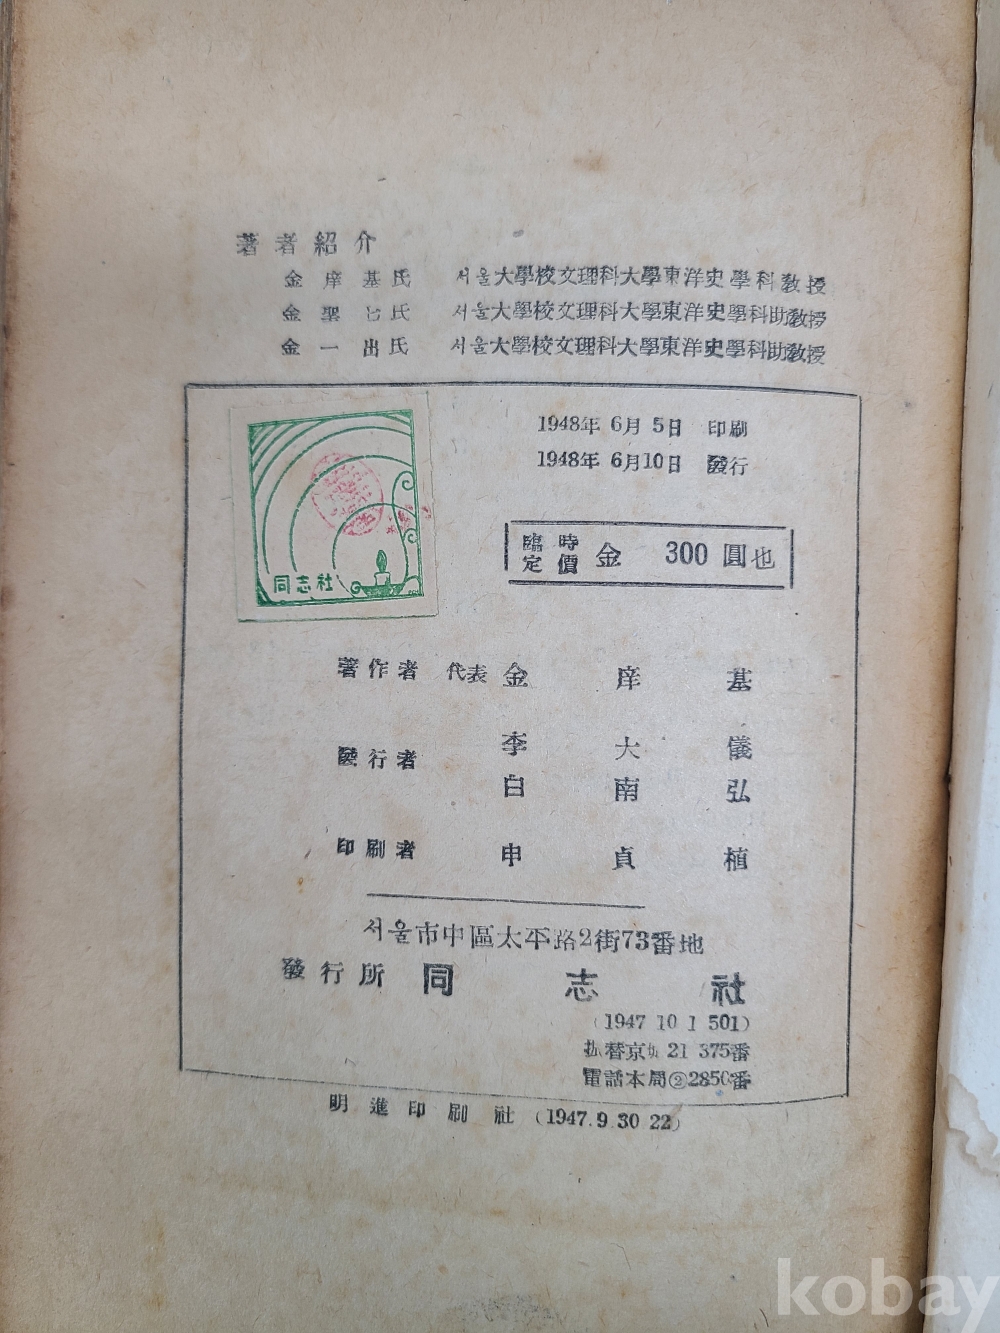 著者紹介
金庠基氏 서울大學校文理科大學東洋史學科敎授
金聖 氏 서울大學校文理科大學東洋史學科助敎授
金一出氏 서울大學校文理科大學東洋史學科助敎授
同志社
1948年 6月 5日 印刷
1948年 6月10日 發行
臨時定價 金 300 圓也
著作者 代表 金庠基
發行者 李大儀
白南弘
印刷者 申貞植
서울市中區太平路2街73番地
發行所 同志社
(1947 10 1 501)
振替京城 21 375番
電話本局②285 番
明進印刷社 (1947.9.30 22)
kobay